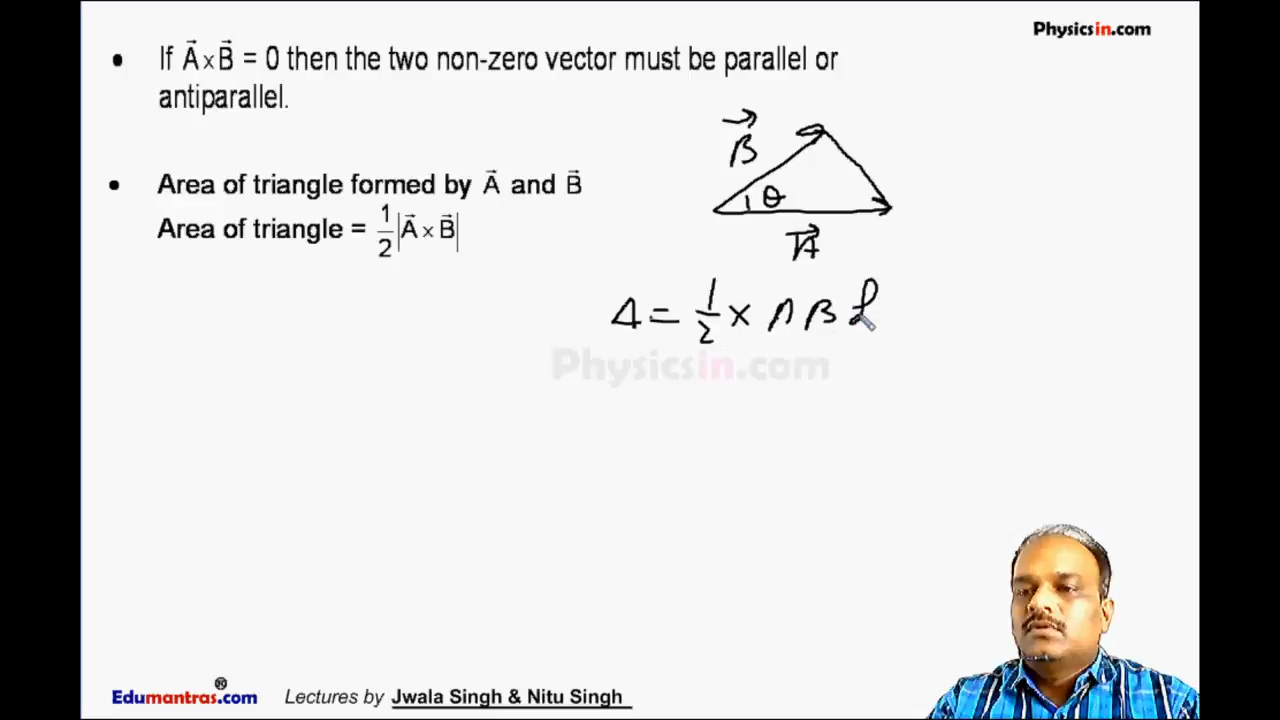 Physicsin.com
• If A⃗ × B⃗ = 0 then the two non-zero vector must be parallel or
antiparallel.
B⃗
θ
A⃗
• Area of triangle formed by A⃗ and B⃗
Area of triangle = 1/2 |A⃗ × B⃗|
Δ = 1/2 × A B
Physicsin.com
Edumantras.com ®
Lectures by Jwala Singh & Nitu Singh